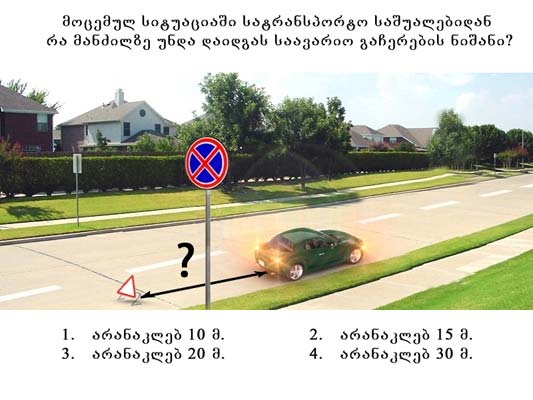 მოცემულ სიტუაციაში სატრანსპორტო საშუალებიდან
რა მანძილზე უნდა დაიდგას საავარიო გაჩერების ნიშანი?
?
1. არანაკლებ 10 მ. 2. არანაკლებ 15 მ.
3. არანაკლებ 20 მ. 4. არანაკლებ 30 მ.